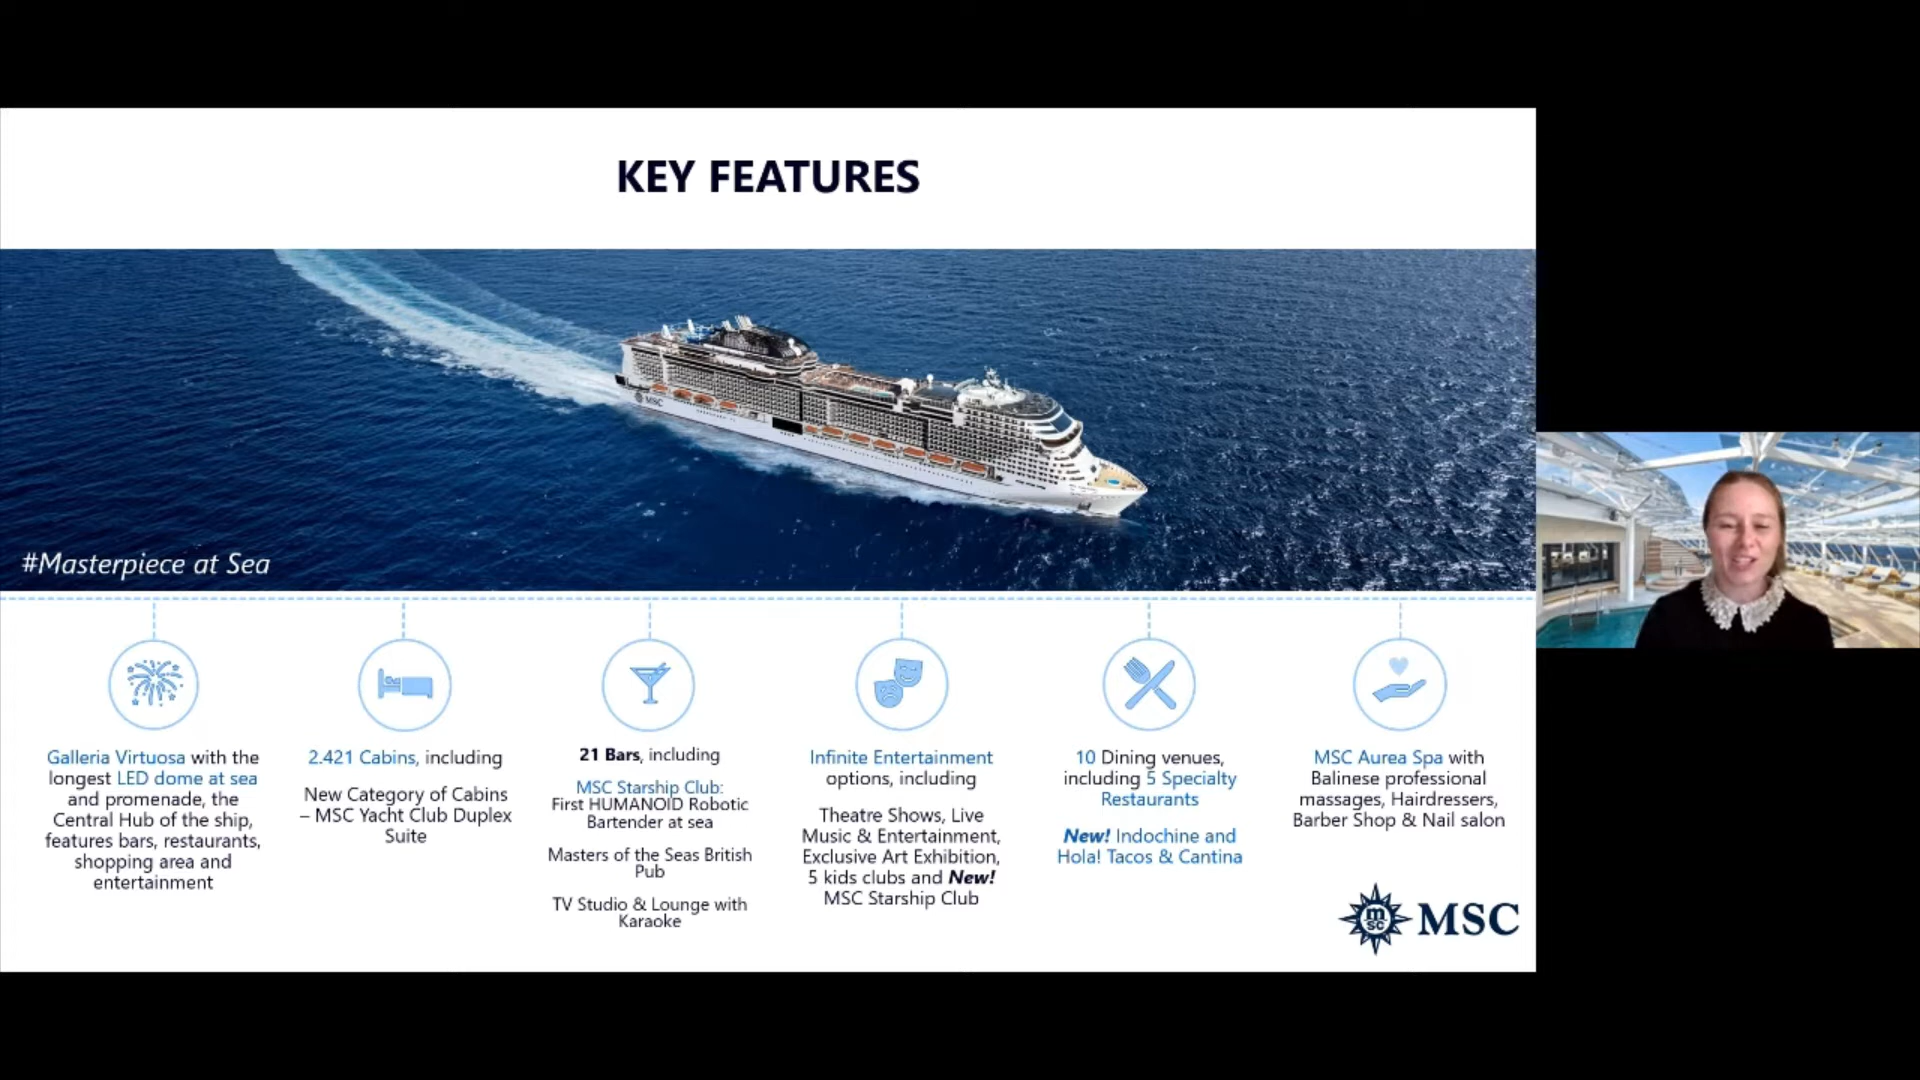 KEY FEATURES
MSC
#Masterpiece at Sea
Galleria Virtuosa with the
longest LED dome at sea
and promenade, the
Central Hub of the ship,
features bars, restaurants,
shopping area and
entertainment
2.421 Cabins, including
New Category of Cabins
– MSC Yacht Club Duplex
Suite
21 Bars, including
MSC Starship Club:
First HUMANOID Robotic
Bartender at sea
Masters of the Seas British
Pub
TV Studio & Lounge with
Karaoke
Infinite Entertainment
options, including
Theatre Shows, Live
Music & Entertainment,
Exclusive Art Exhibition,
5 kids clubs and New!
MSC Starship Club
10 Dining venues,
including 5 Specialty
Restaurants
New! Indochine and
Hola! Tacos & Cantina
MSC Aurea Spa with
Balinese professional
massages, Hairdressers,
Barber Shop & Nail salon
m
sc
MSC